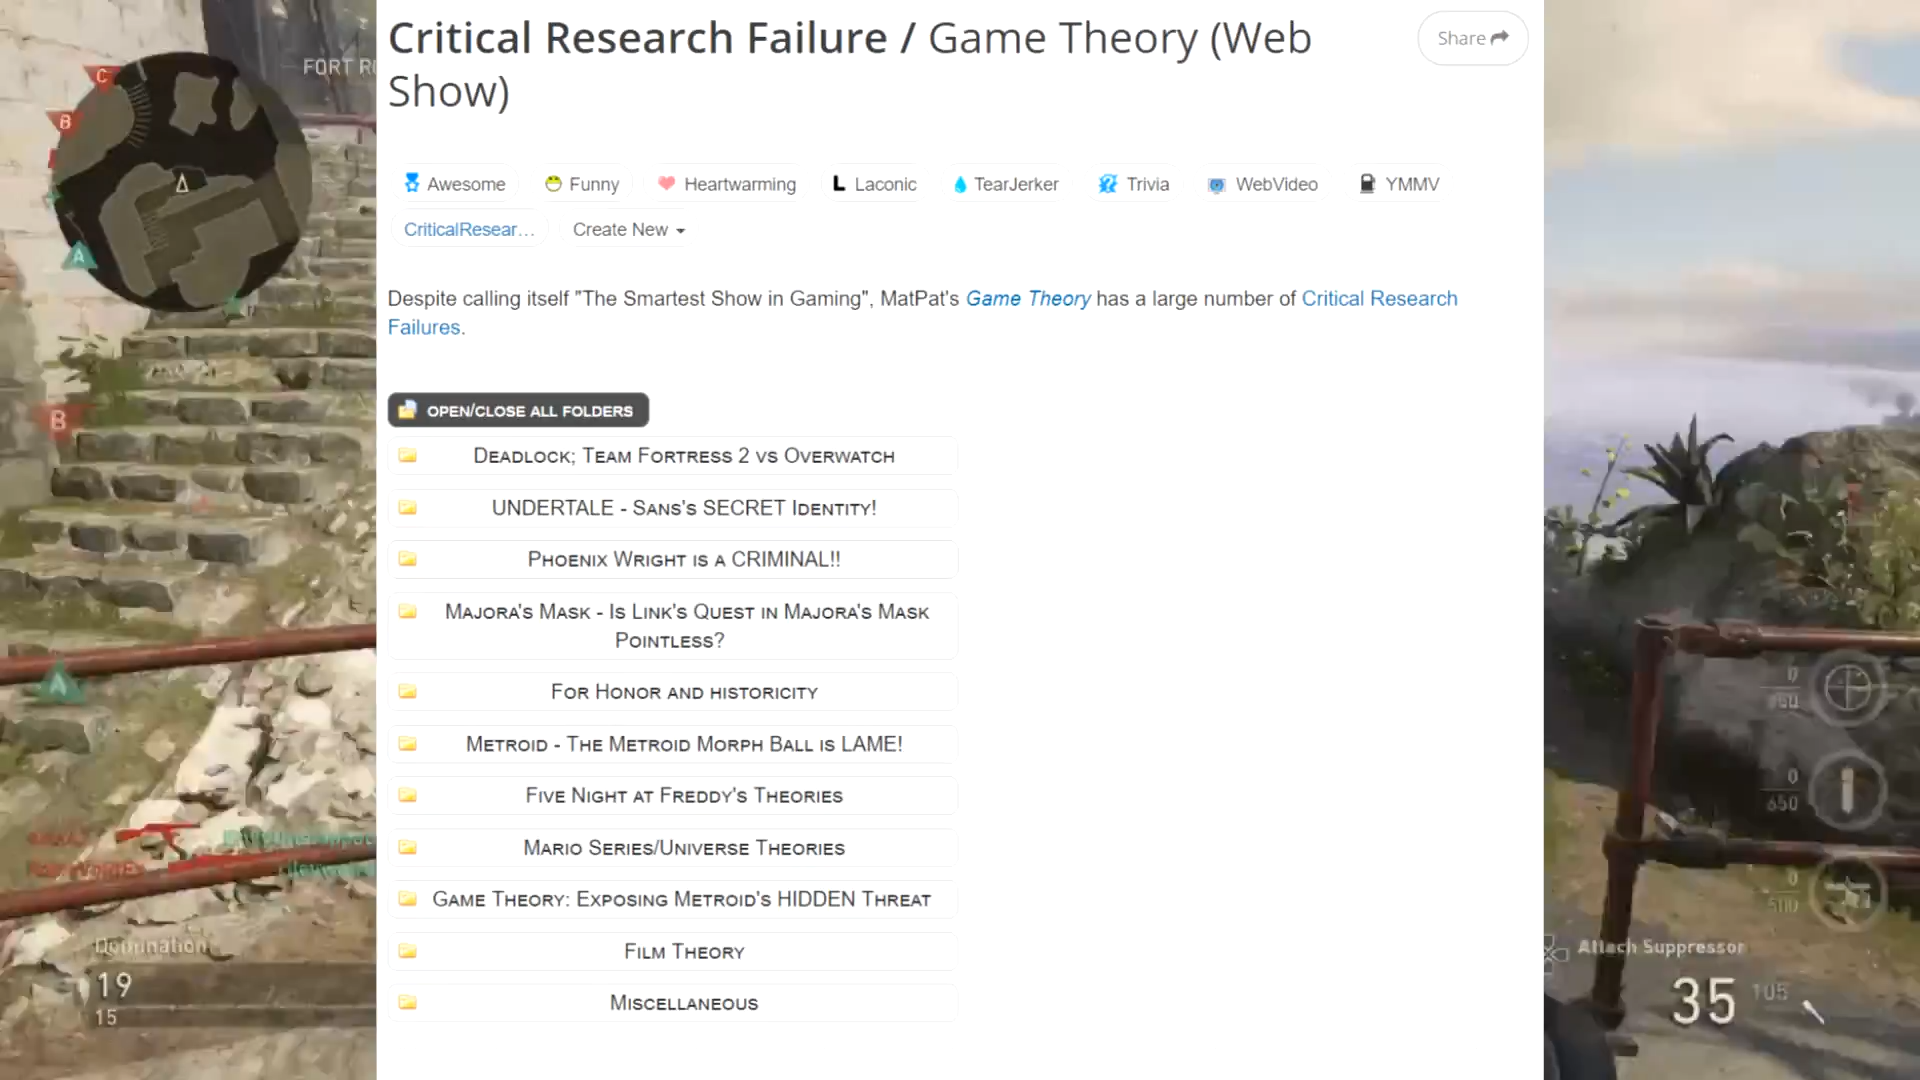 Critical Research Failure / Game Theory (Web
Show)
Share
Awesome
Funny
Heartwarming
Laconic
TearJerker
Trivia
WebVideo
YMMV
CriticalResear...
Create New
Despite calling itself "The Smartest Show in Gaming", MatPat's Game Theory has a large number of Critical Research
Failures.
OPEN/CLOSE ALL FOLDERS
DEADLOCK; TEAM FORTRESS 2 VS OVERWATCH
UNDERTALE - SANS'S SECRET IDENTITY!
PHOENIX WRIGHT IS A CRIMINAL!!
MAJORA'S MASK - IS LINK'S QUEST IN MAJORA'S MASK
POINTLESS?
FOR HONOR AND HISTORICITY
METROID - THE METROID MORPH BALL IS LAME!
FIVE NIGHT AT FREDDY'S THEORIES
MARIO SERIES/UNIVERSE THEORIES
GAME THEORY: EXPOSING METROID'S HIDDEN THREAT
FILM THEORY
MISCELLANEOUS
FORT
C
B
A
B
A
Domination
19
15
0
0
650
0
500
Attach Suppressor
35
105